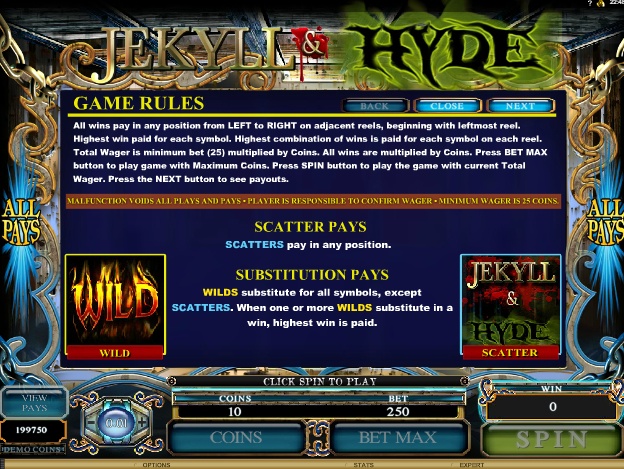 22:48
JEKYLL & HYDE
GAME RULES
BACK CLOSE NEXT
All wins pay in any position from LEFT to RIGHT on adjacent reels, beginning with leftmost reel.
Highest win paid for each symbol. Highest combination of wins is paid for each symbol on each reel.
Total Wager is minimum bet (25) multiplied by Coins. All wins are multiplied by Coins. Press BET MAX
button to play game with Maximum Coins. Press SPIN button to play the game with current Total
Wager. Press the NEXT button to see payouts.
MALFUNCTION VOIDS ALL PLAYS AND PAYS • PLAYER IS RESPONSIBLE TO CONFIRM WAGER • MINIMUM WAGER IS 25 COINS.
ALL PAYS
ALL PAYS
SCATTER PAYS
SCATTERS pay in any position.
SUBSTITUTION PAYS
WILDS substitute for all symbols, except
SCATTERS. When one or more WILDS substitute in a
win, highest win is paid.
WILD
WILD
JEKYLL
&
HYDE
SCATTER
CLICK SPIN TO PLAY
VIEW
PAYS
COINS BET WIN
10 250 0
199750
DEMO COINS
0.01
COINS BET MAX SPIN
OPTIONS STATS EXPERT